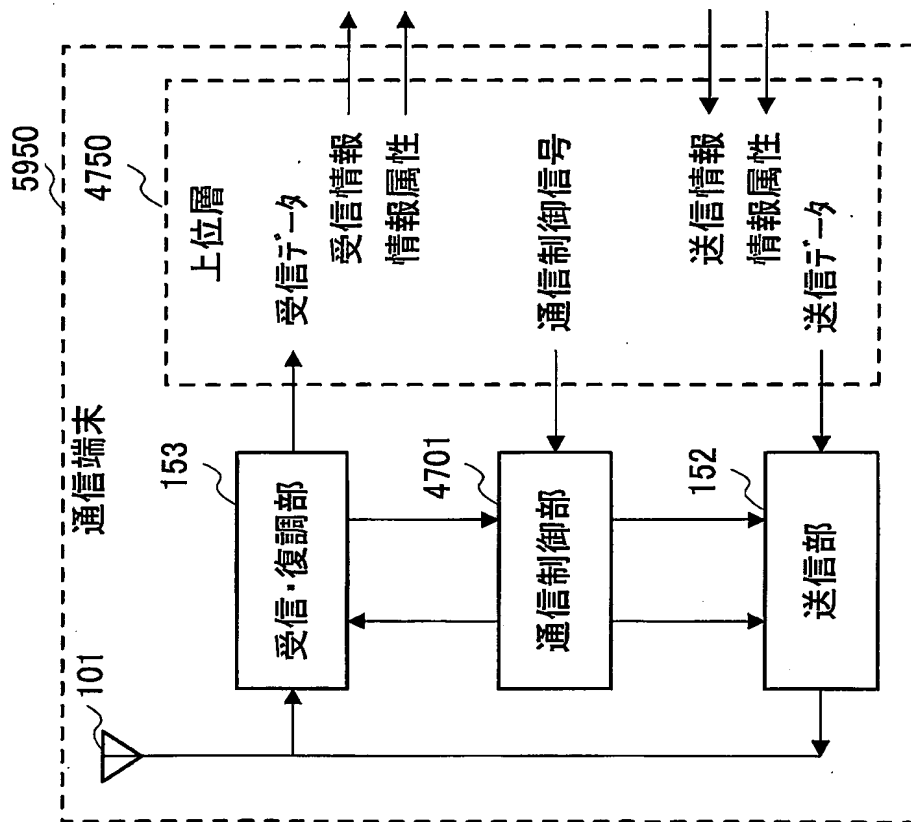 5950
通信端末
4750
上位層
101
153
受信・復調部
受信データ
受信情報
情報属性
4701
通信制御部
通信制御信号
152
送信部
送信情報
情報属性
送信データ